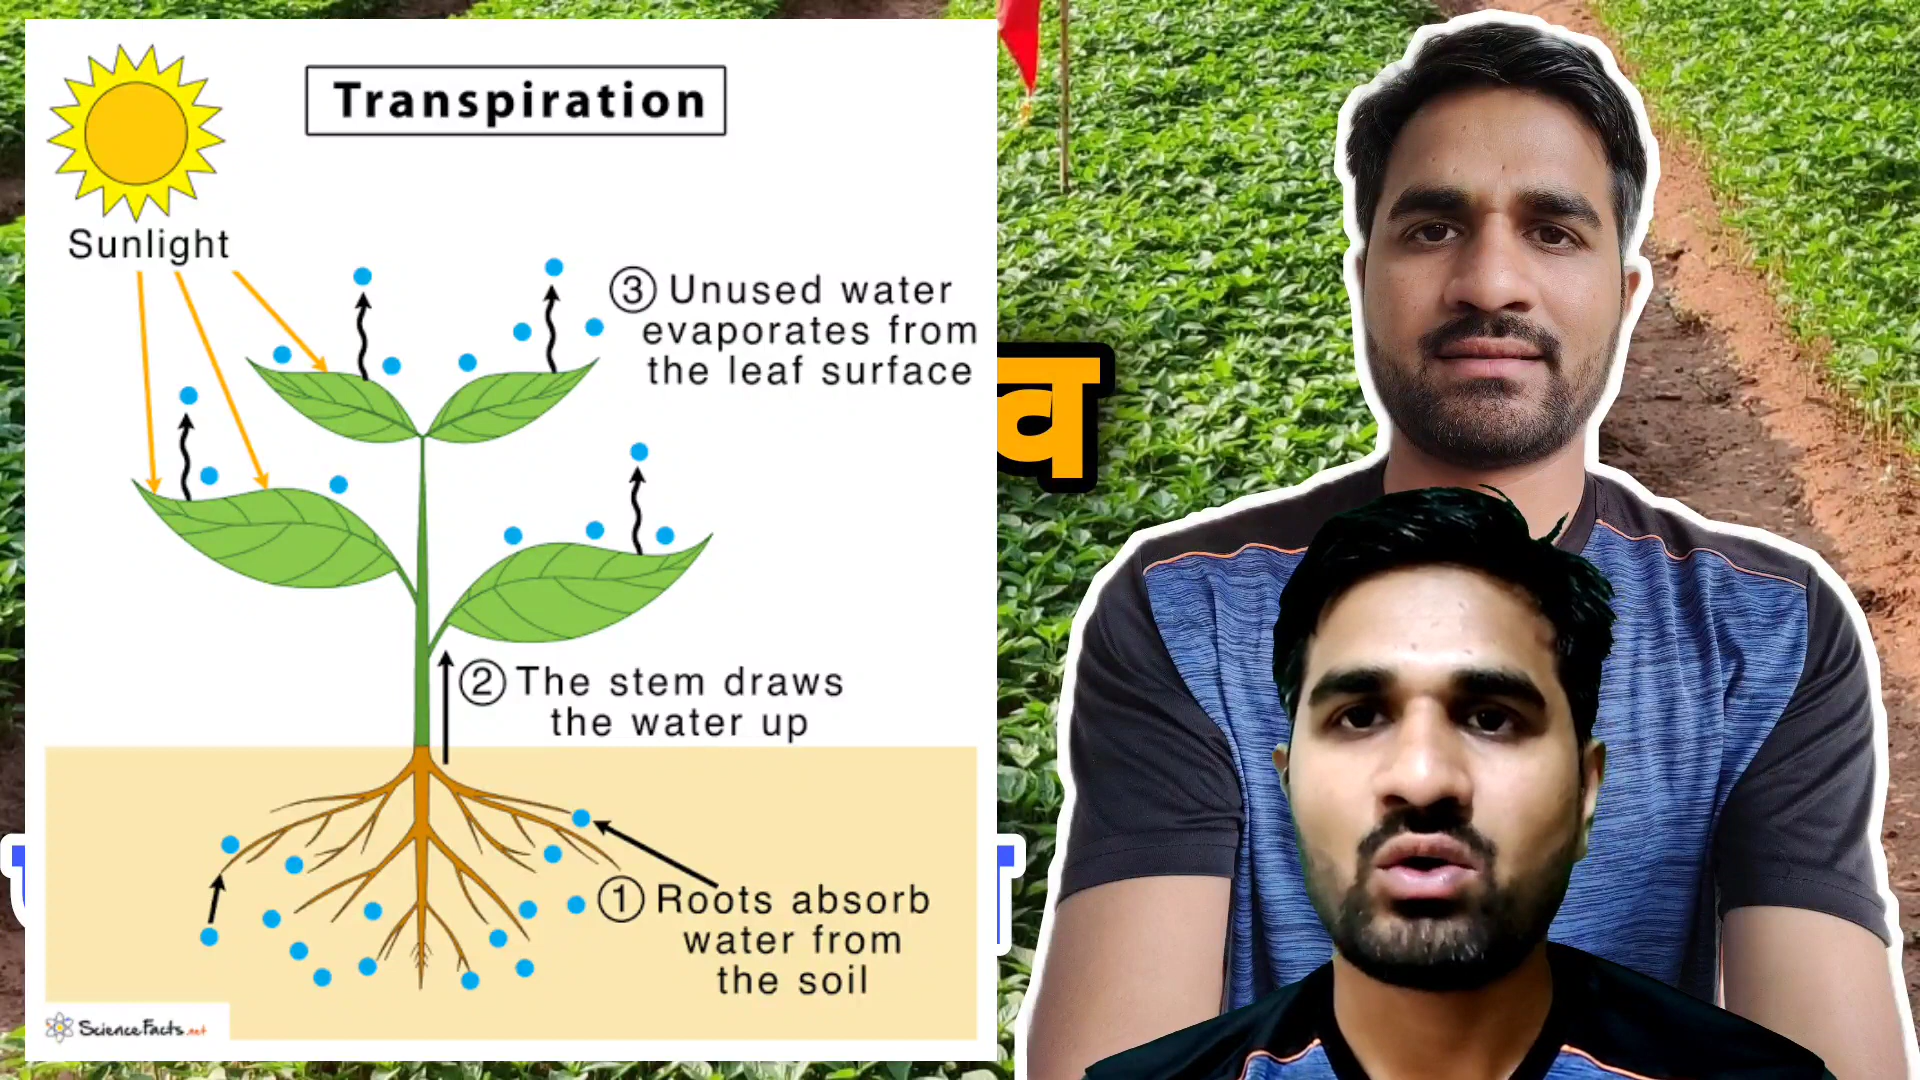 Transpiration
Sunlight
③ Unused water
evaporates from
the leaf surface
व
② The stem draws
the water up
① Roots absorb
water from
the soil
ScienceFacts.net